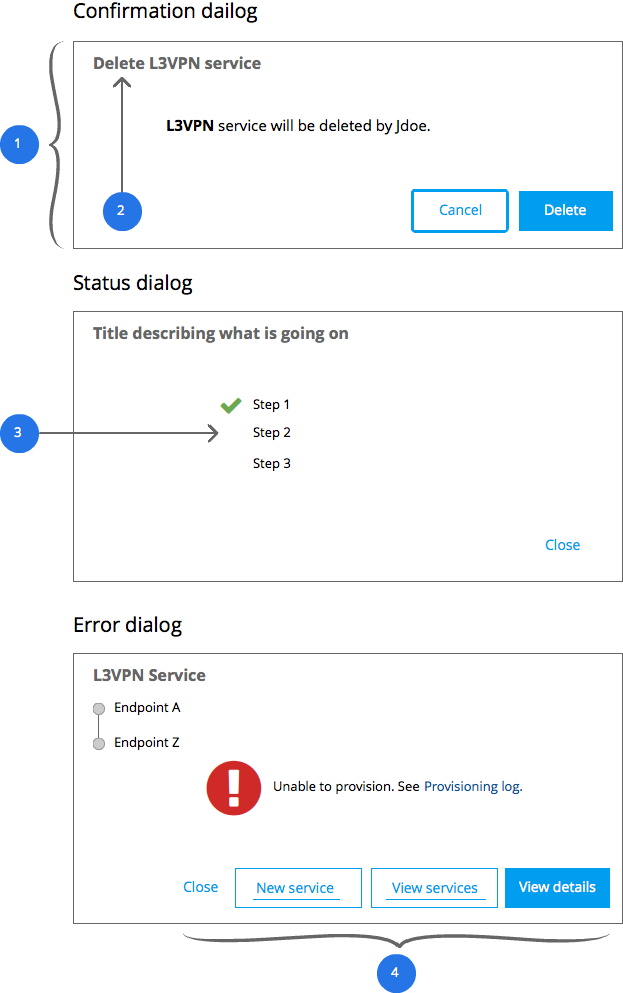 Confirmation dailog
Delete L3VPN service
1
L3VPN service will be deleted by Jdoe.
2
Cancel
Delete
Status dialog
Title describing what is going on
Step 1
3
Step 2
Step 3
Close
Error dialog
L3VPN Service
Endpoint A
Endpoint Z
Unable to provision. See Provisioning log.
Close
New service
View services
View details
4